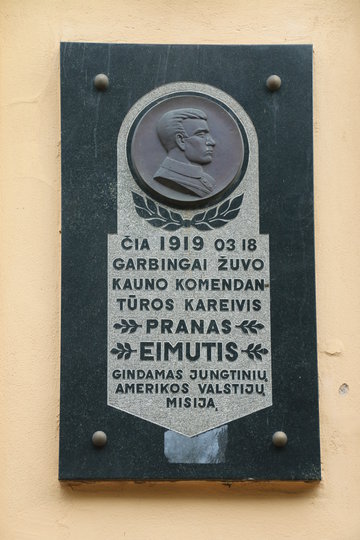 ČIA 1919 03 18
GARBINGAI ŽUVO
KAUNO KOMENDAN-
TŪROS KAREIVIS
PRANAS
EIMUTIS
GINDAMAS JUNGTINIŲ
AMERIKOS VALSTIJŲ
MISIJĄ